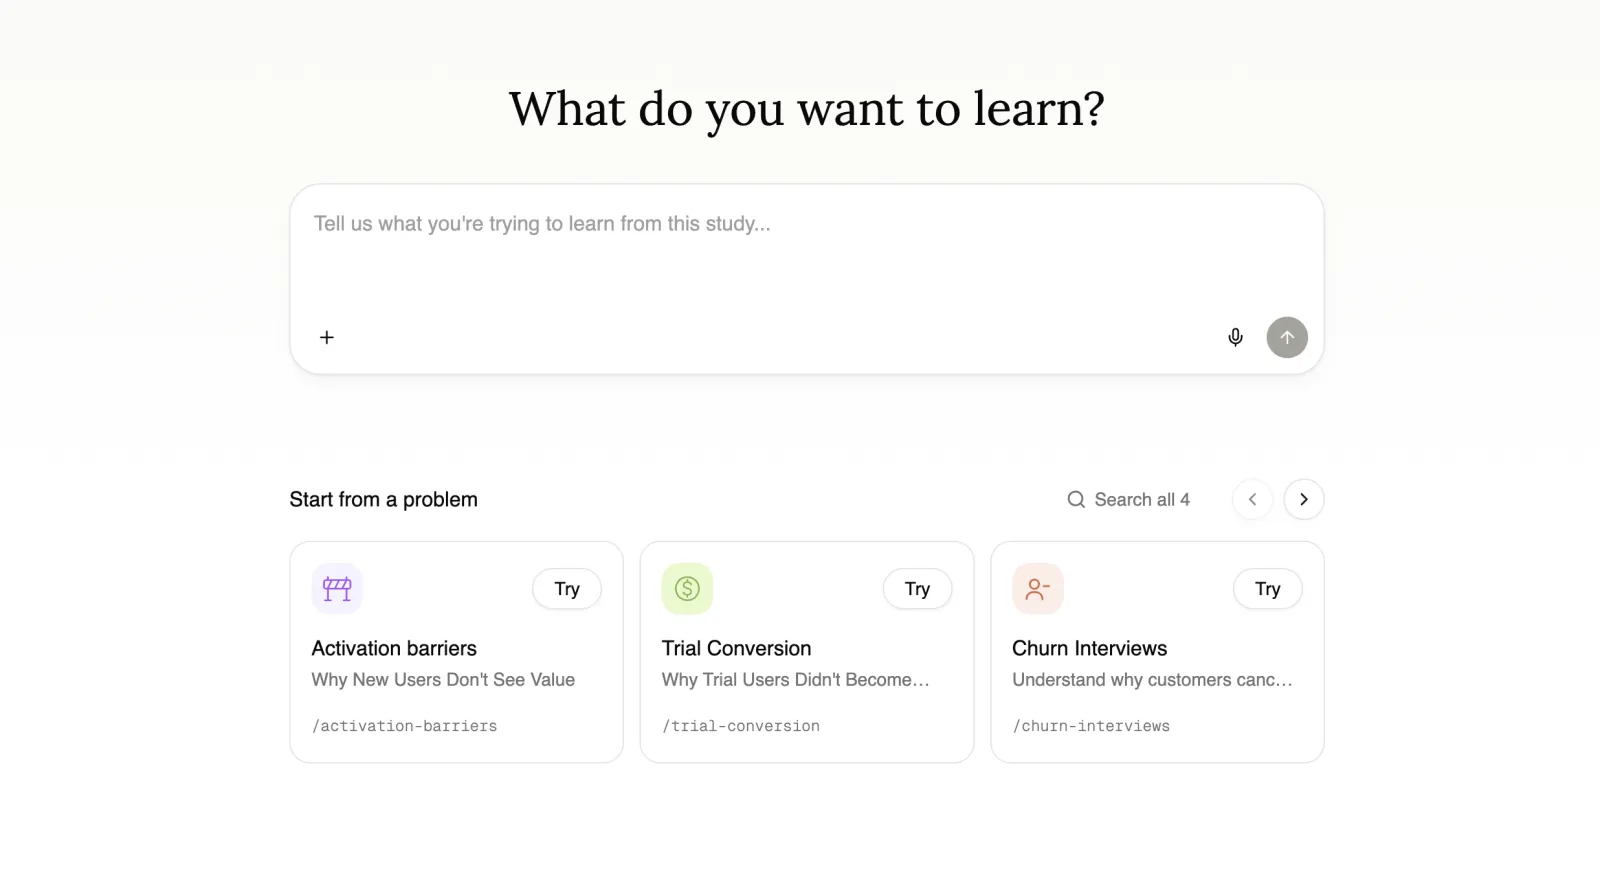 What do you want to learn?
Tell us what you're trying to learn from this study...
Start from a problem
Search all 4
Try
Activation barriers
Why New Users Don't See Value
/activation-barriers
Try
Trial Conversion
Why Trial Users Didn't Become...
/trial-conversion
Try
Churn Interviews
Understand why customers canc...
/churn-interviews